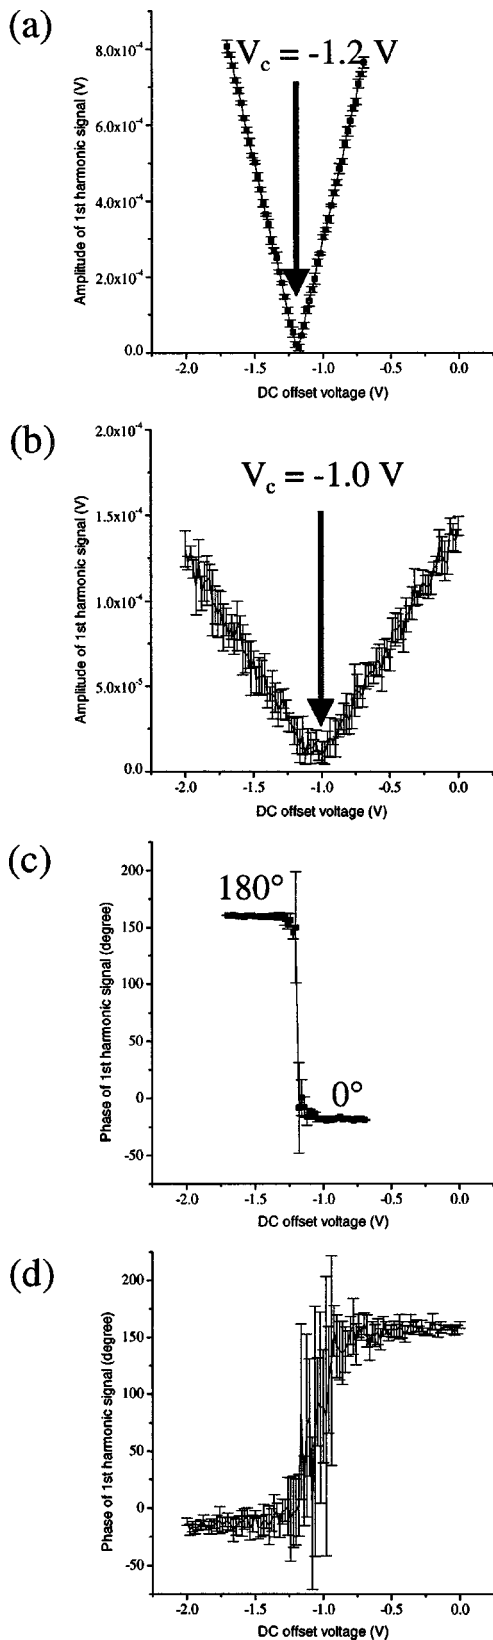 (a)
V_c = -1.2 V
8.0x10⁻⁴
6.0x10⁻⁴
4.0x10⁻⁴
2.0x10⁻⁴
0.0
Amplitude of 1st harmonic signal (V)
-2.0 -1.5 -1.0 -0.5 0.0
DC offset voltage (V)
(b)
V_c = -1.0 V
2.0x10⁻⁴
1.5x10⁻⁴
1.0x10⁻⁴
5.0x10⁻⁵
0.0
Amplitude of 1st harmonic signal (V)
-2.0 -1.5 -1.0 -0.5 0.0
DC offset voltage (V)
(c)
180°
0°
200
150
100
50
0
-50
Phase of 1st harmonic signal (degree)
-2.0 -1.5 -1.0 -0.5 0.0
DC offset voltage (V)
(d)
200
150
100
50
0
-50
Phase of 1st harmonic signal (degree)
-2.0 -1.5 -1.0 -0.5 0.0
DC offset voltage (V)